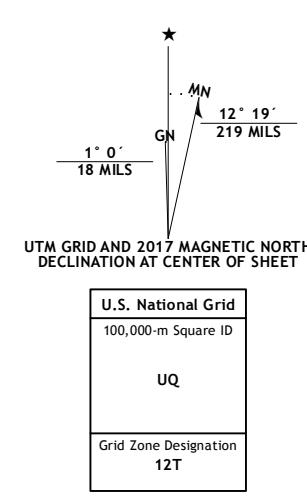 ★
MN
12° 19´
219 MILS
GN
1° 0´
18 MILS
UTM GRID AND 2017 MAGNETIC NORTH
DECLINATION AT CENTER OF SHEET
U.S. National Grid
100,000-m Square ID
UQ
Grid Zone Designation
12T